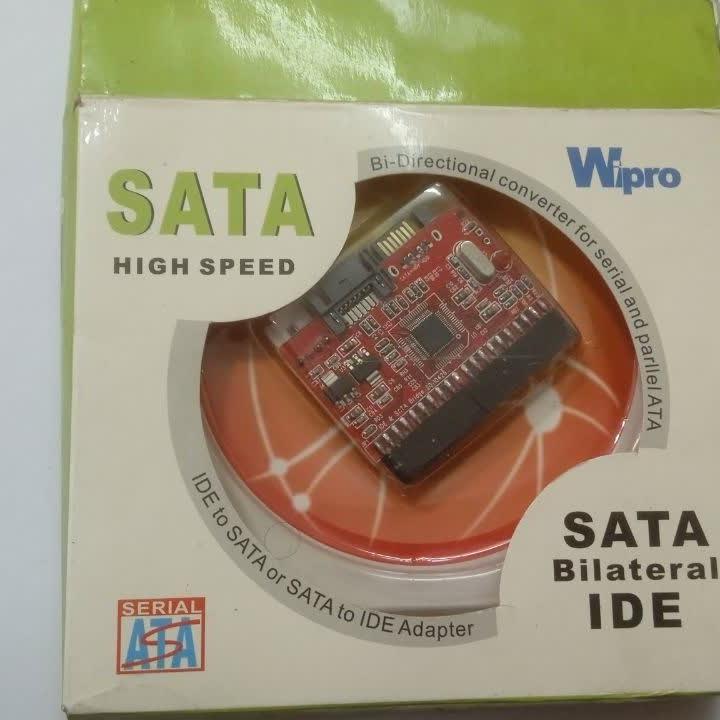 SATA
HIGH SPEED
Bi-Directional converter for serial and parllel ATA
Wipro
IDE to SATA or SATA to IDE Adapter
SATA
Bilateral
IDE
SERIAL
ATA